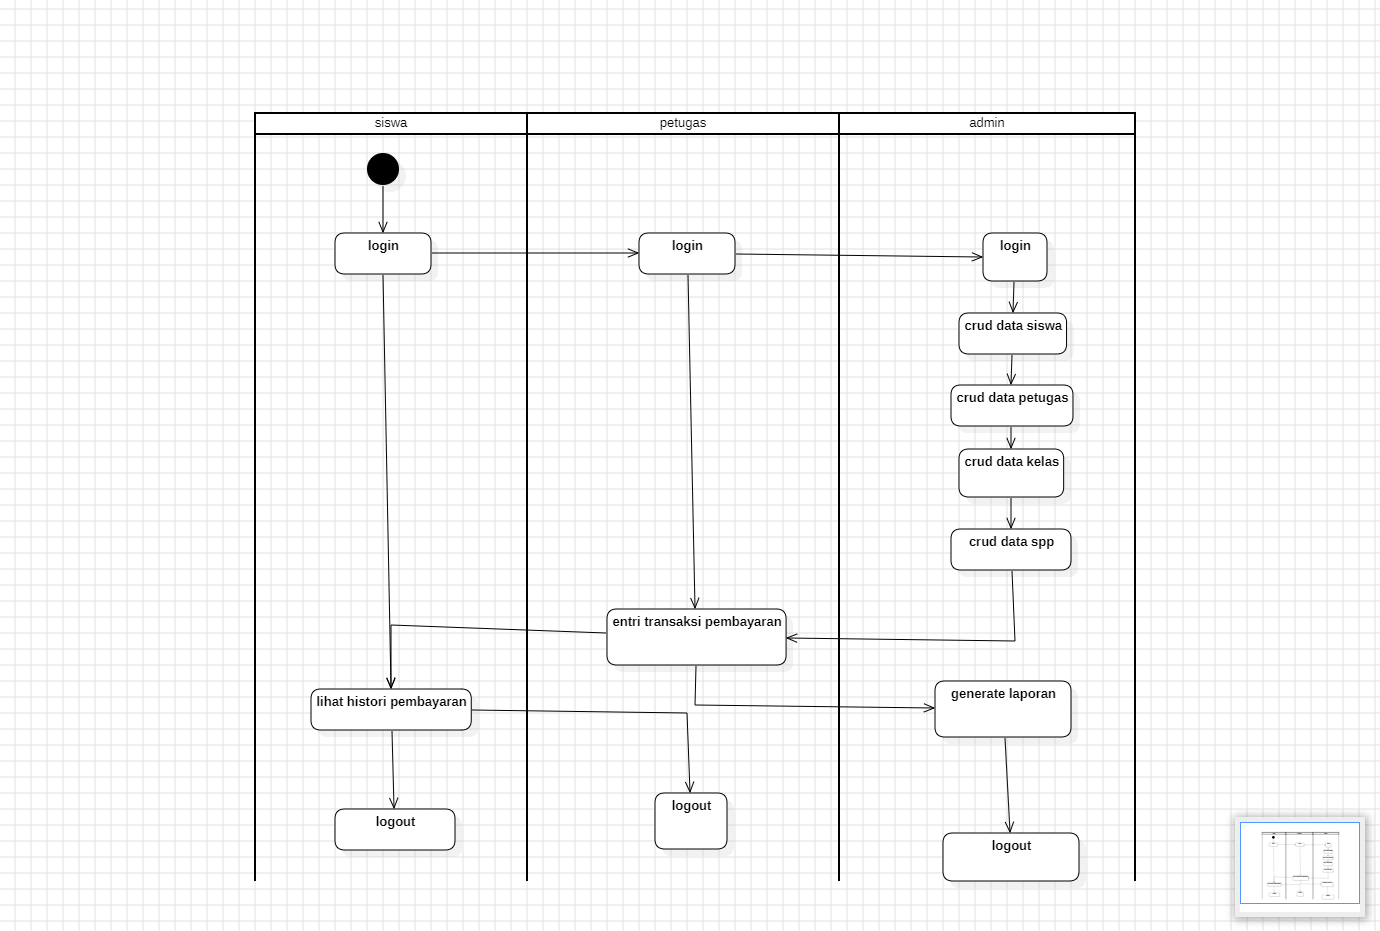 siswa
petugas
admin
login
login
login
crud data siswa
crud data petugas
crud data kelas
crud data spp
entri transaksi pembayaran
lihat histori pembayaran
generate laporan
logout
logout
logout